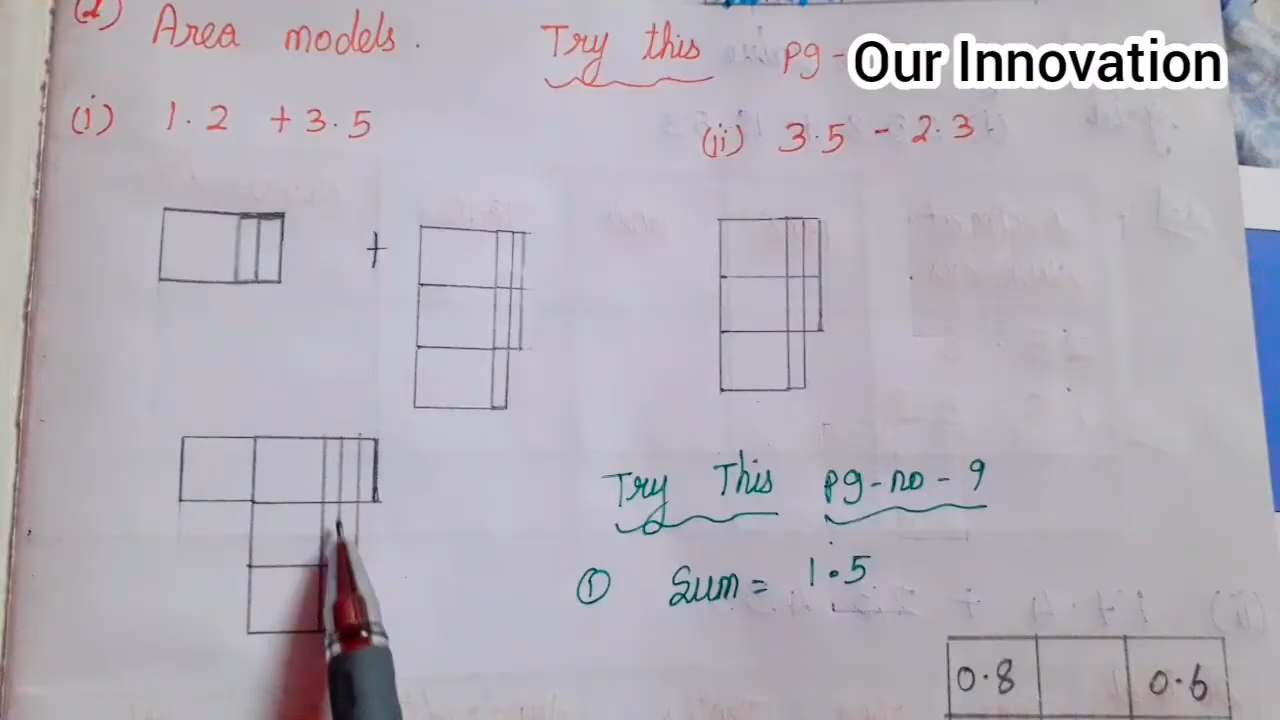 (2) Area models.
Try this pg-
Our Innovation
(i) 1.2 + 3.5
(ii) 3.5 - 2.3
+
Try This pg-no-9
① Sum = 1.5
0.8 0.6